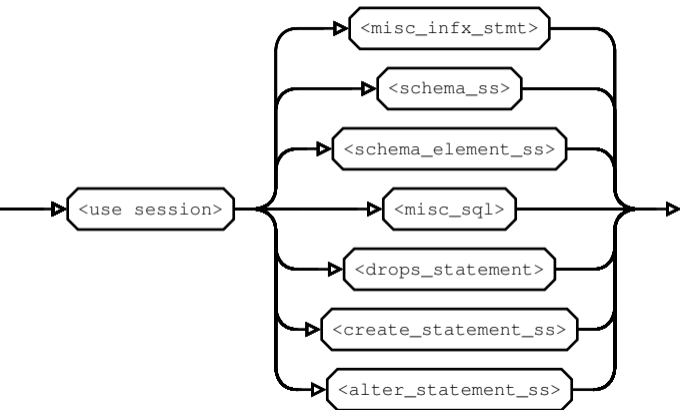 <misc_infx_stmt>
<schema_ss>
<schema_element_ss>
<use session>
<misc_sql>
<drops_statement>
<create_statement_ss>
<alter_statement_ss>